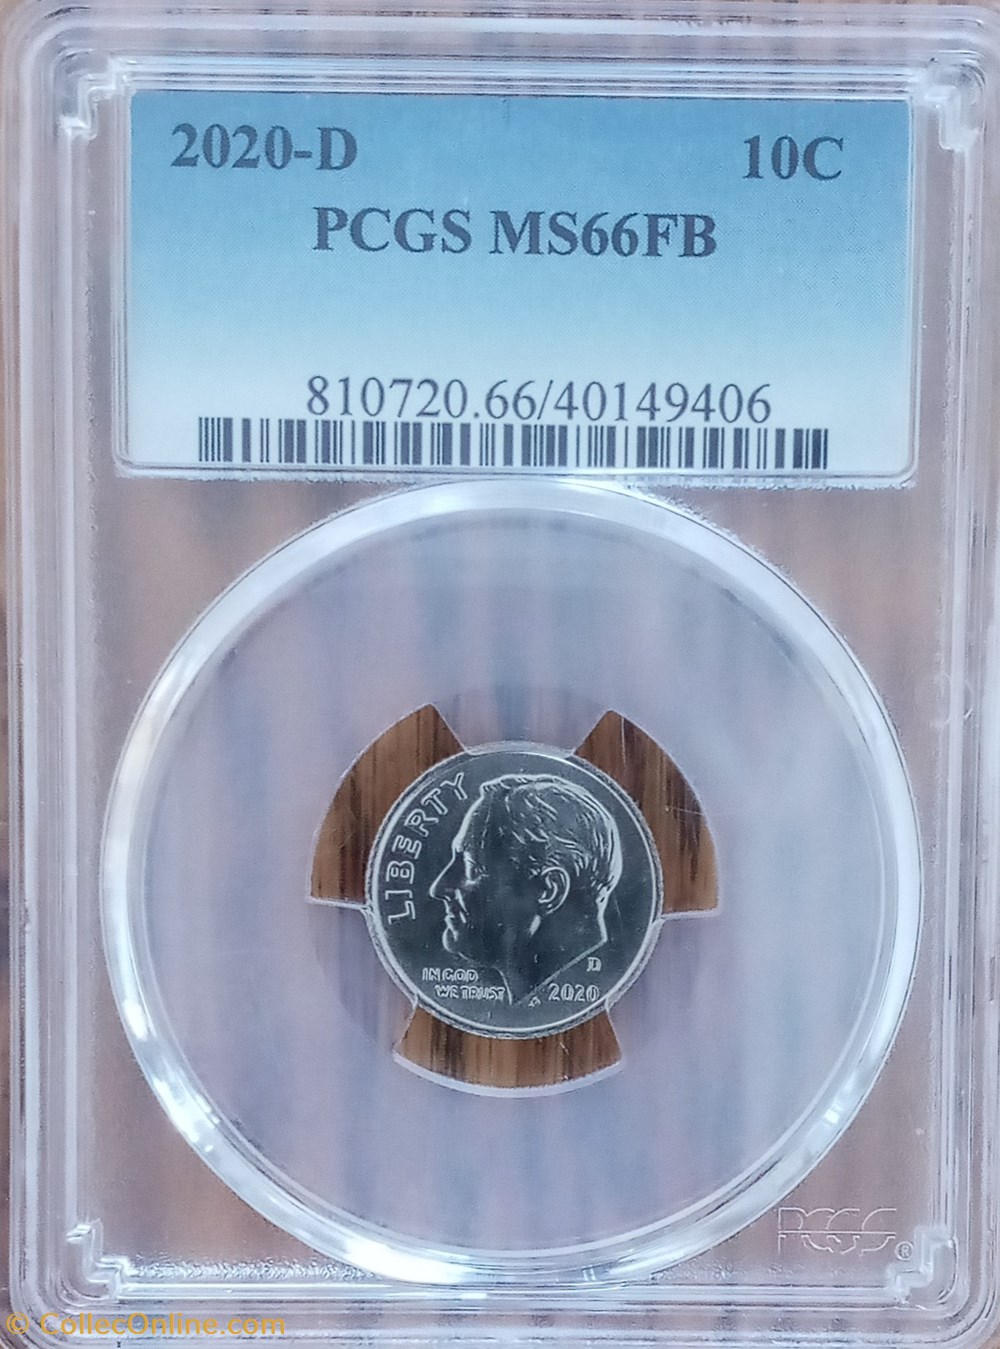 2020-D 10C
PCGS MS66FB
810720.66/40149406
LIBERTY
IN GOD
WE TRUST
D
2020
PCGS ®
© CollecOnline.com